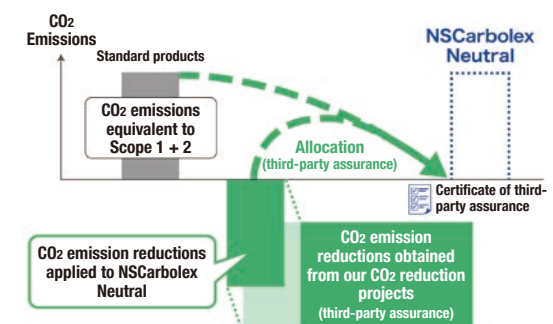 CO2
Emissions
Standard products
NSCarbolex
Neutral
CO2 emissions
equivalent to
Scope 1 + 2
Allocation
(third-party assurance)
Certificate of third-
party assurance
CO2 emission reductions
applied to NSCarbolex
Neutral
CO2 emission
reductions obtained
from our CO2 reduction
projects
(third-party assurance)